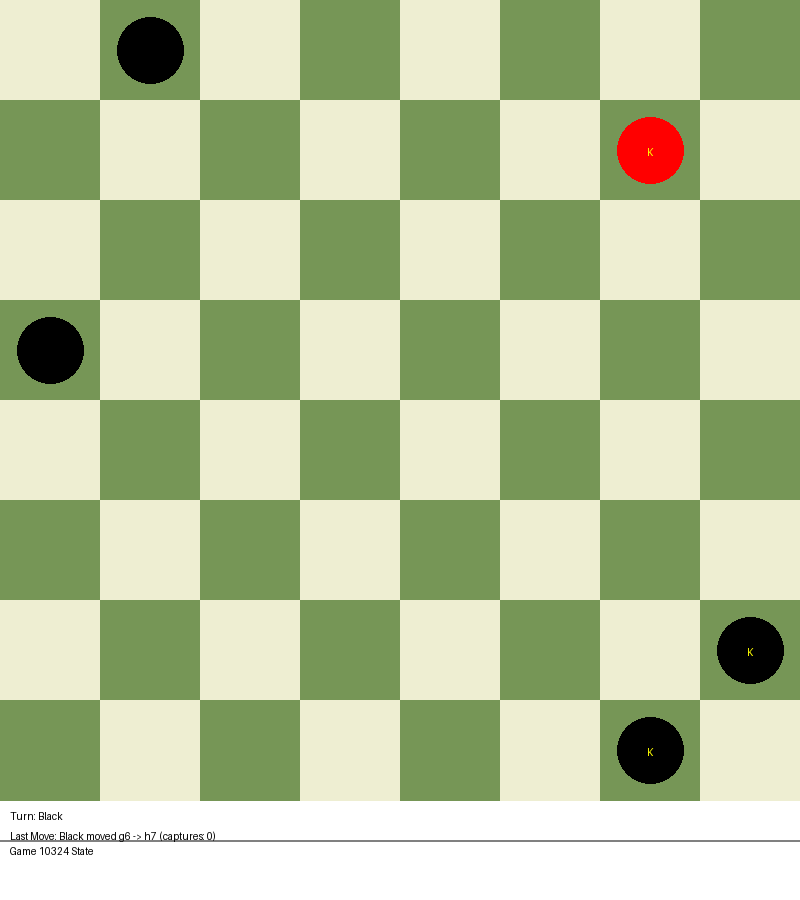 K
K
K
Turn: Black
Last Move: Black moved g6 -> h7 (captures: 0)
Game 10324 State